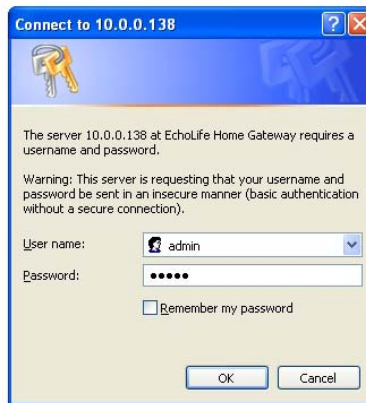 Connect to 10.0.0.138
The server 10.0.0.138 at EchoLife Home Gateway requires a
username and password.
Warning: This server is requesting that your username and
password be sent in an insecure manner (basic authentication
without a secure connection).
User name:
admin
Password:
•••••
Remember my password
OK
Cancel